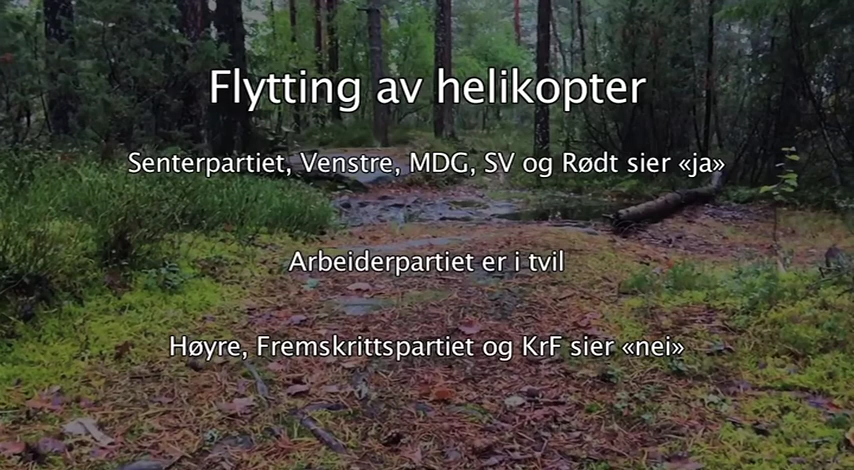 Flytting av helikopter
Senterpartiet, Venstre, MDG, SV og Rødt sier «ja»
Arbeiderpartiet er i tvil
Høyre, Fremskrittspartiet og KrF sier «nei»